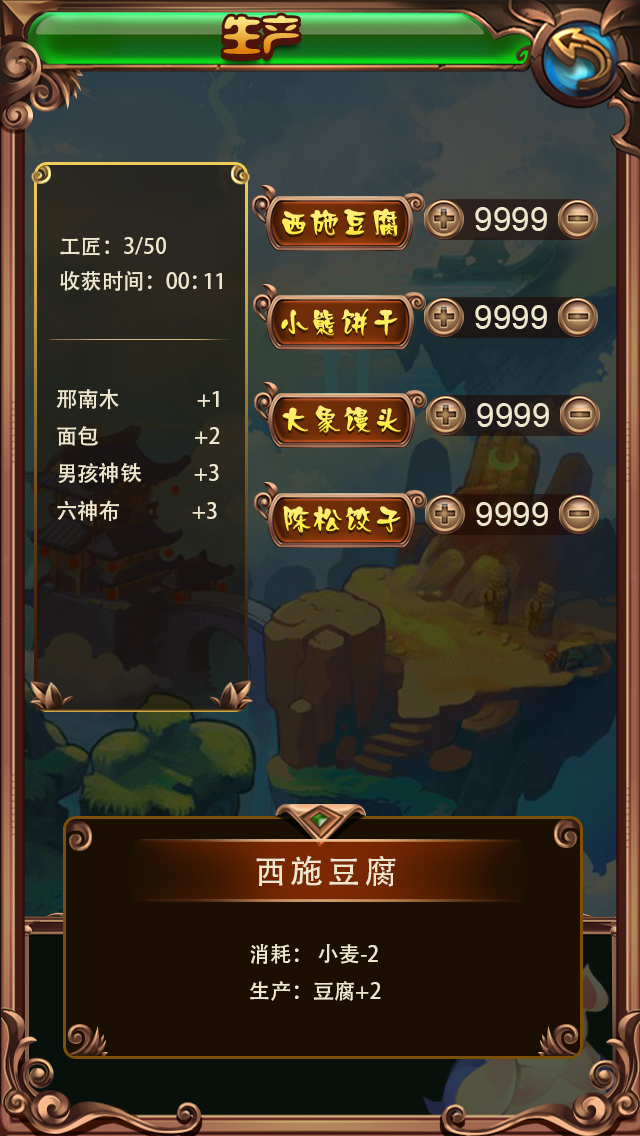 生产
工匠：3/50
收获时间：00:11
邢南木 +1
面包 +2
男孩神铁 +3
六神布 +3
西施豆腐 9999
小熊饼干 9999
大象馒头 9999
陈松饺子 9999
西施豆腐
消耗： 小麦-2
生产：豆腐+2